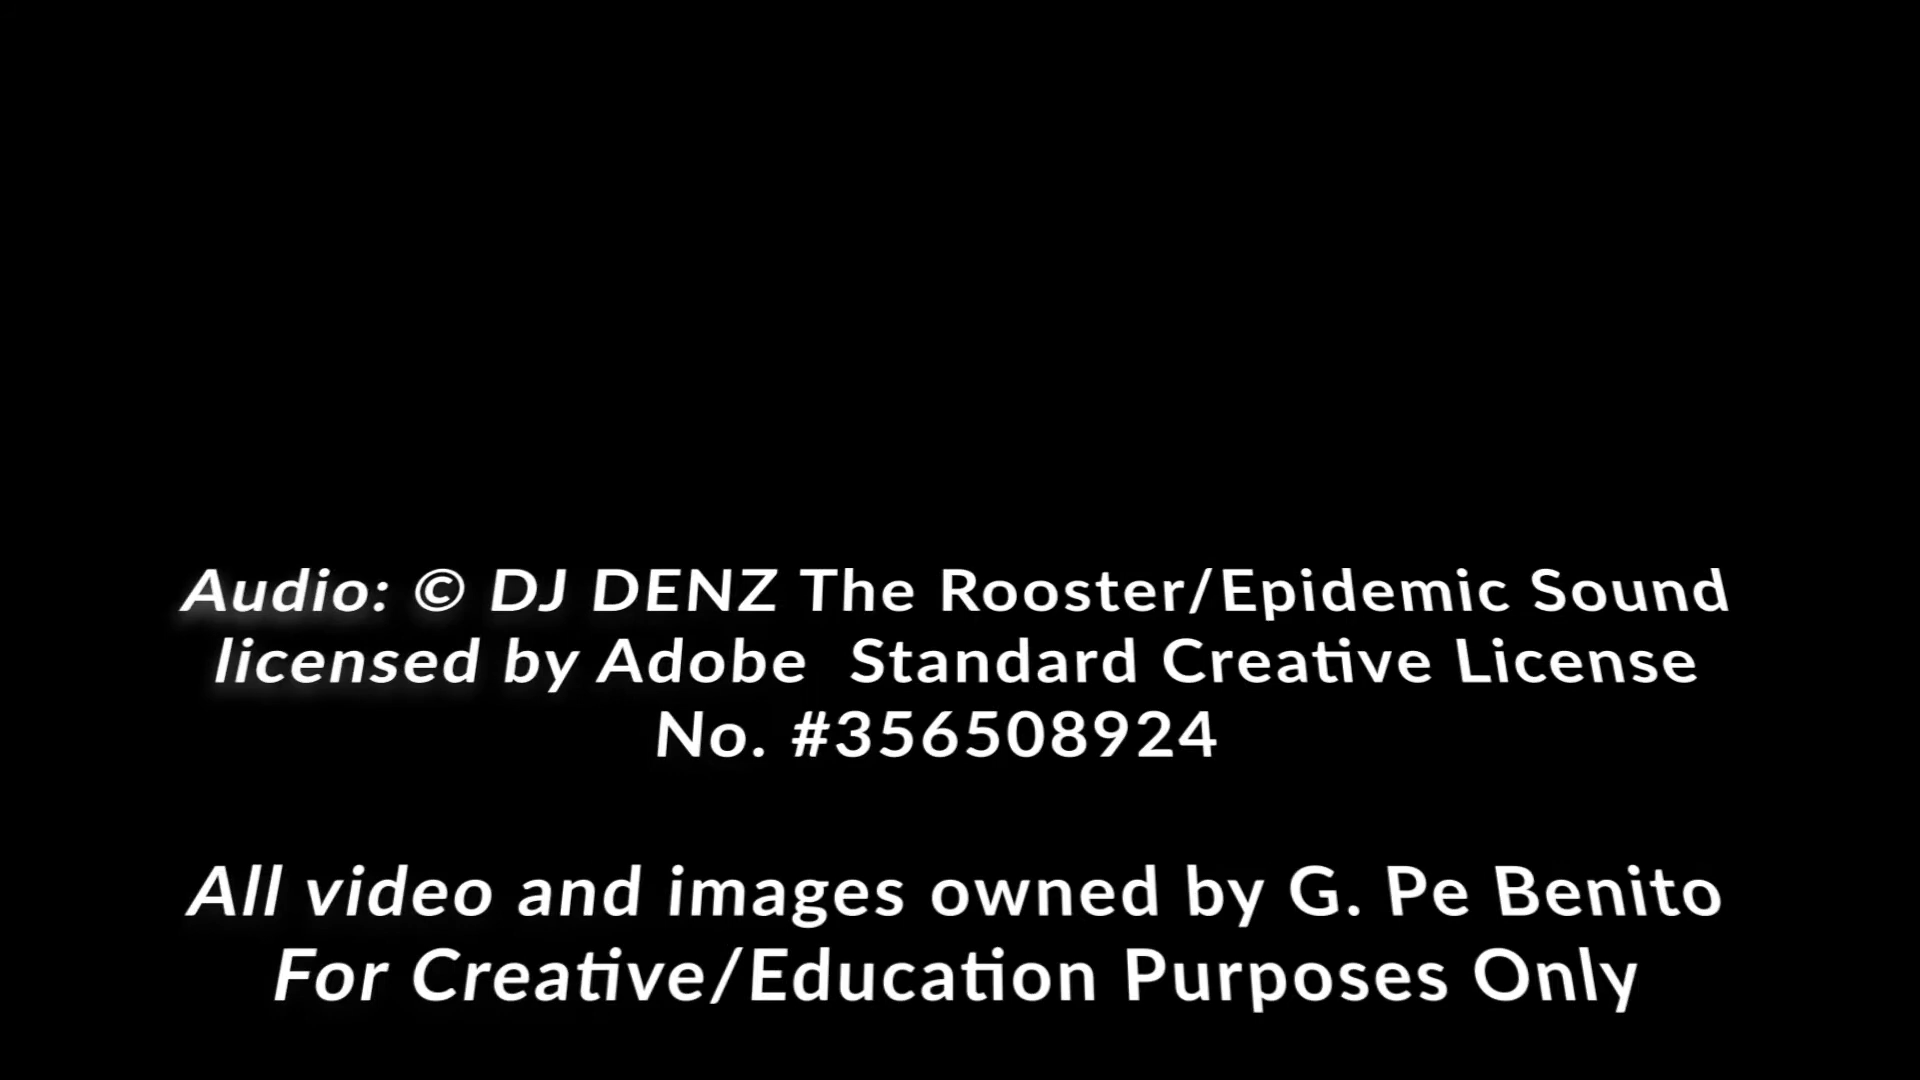 Audio: © DJ DENZ The Rooster/Epidemic Sound
licensed by Adobe  Standard Creative License
No. #356508924
All video and images owned by G. Pe Benito
For Creative/Education Purposes Only